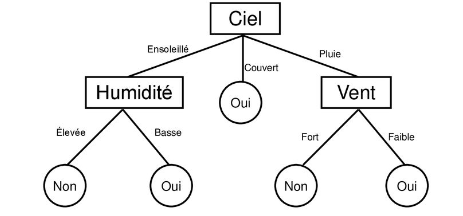 Ciel
Ensoleillé
Couvert
Pluie
Humidité
Oui
Vent
Élevée
Basse
Fort
Faible
Non
Oui
Non
Oui